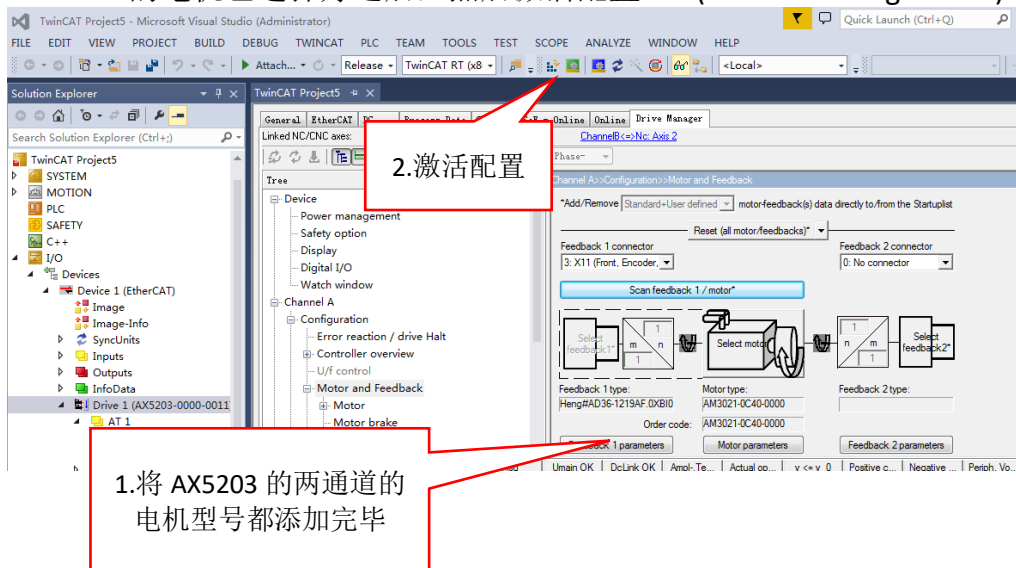 TwinCAT Project5 - Microsoft Visual Studio (Administrator)
Quick Launch (Ctrl+Q)
FILE EDIT VIEW PROJECT BUILD DEBUG TWINCAT PLC TEAM TOOLS TEST SCOPE ANALYZE WINDOW HELP
Attach... Release TwinCAT RT (x8 <Local>
Solution Explorer
TwinCAT Project5
Search Solution Explorer (Ctrl+;)
TwinCAT Project5
SYSTEM
MOTION
PLC
SAFETY
C++
I/O
Devices
Device 1 (EtherCAT)
Image
Image-Info
SyncUnits
Inputs
Outputs
InfoData
Drive 1 (AX5203-0000-0011
AT 1
General EtherCAT Online Online Drive Manager
Linked NC/CNC axes:
ChannelB<=>Nc: Axis 2
Phase-
Tree
Device
Power management
Safety option
Display
Digital I/O
Watch window
Channel A
Configuration
Error reaction / drive Halt
Controller overview
U/f control
Motor and Feedback
Motor
Motor brake
2.激活配置
1.将 AX5203 的两通道的
电机型号都添加完毕
Channel A>>Configuration>>Motor and Feedback
*Add/Remove Standard+User defined motor-feedback(s) data directly to/from the Startuplist
Reset (all motor/feedbacks)*
Feedback 1 connector
Feedback 2 connector
3: X11 (Front, Encoder,
0: No connector
Scan feedback 1 / motor*
Select feedback1*
m n
1
1
Select motor
1
n m
1
Select feedback2*
Feedback 1 type:
Motor type:
Feedback 2 type:
Heng#AD36-1219AF.0XBI0
AM3021-0C40-0000
Order code:
AM3021-0C40-0000
1 parameters
Motor parameters
Feedback 2 parameters
Umain OK DcLink OK Ampl-Te... Actual op... v <= v_0 Positive c... Negative ... Periph. Vo...